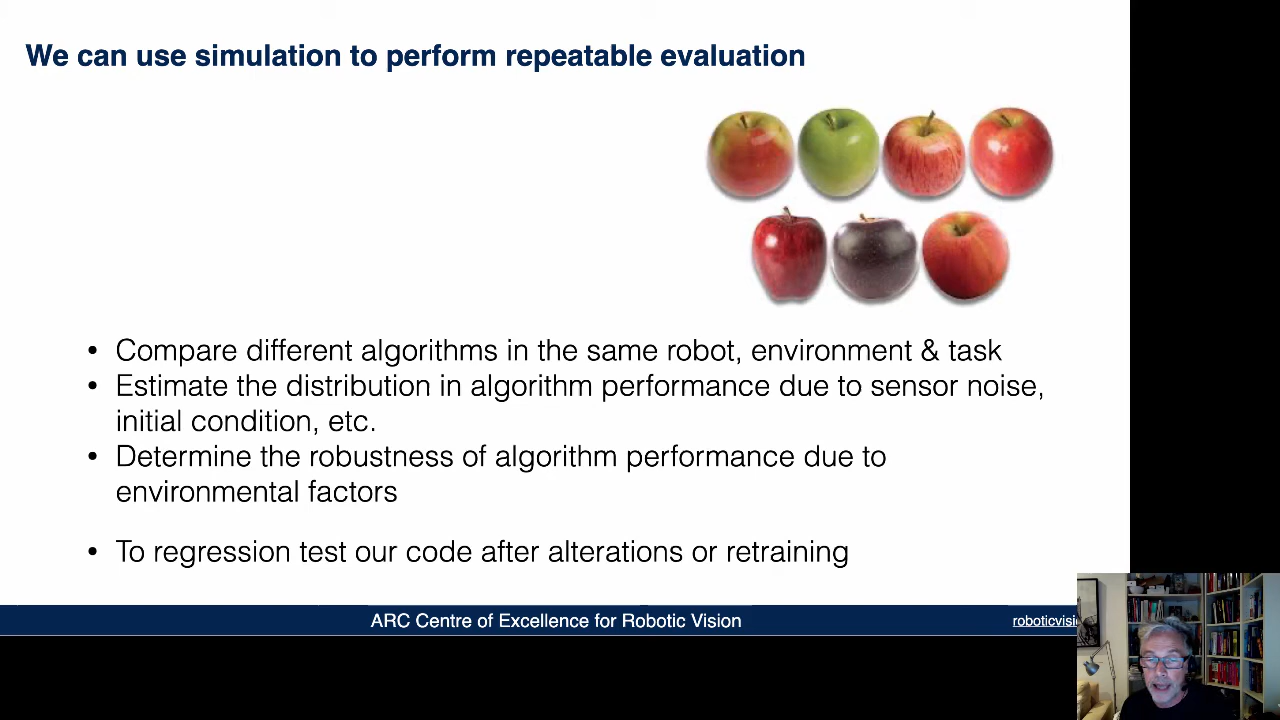 We can use simulation to perform repeatable evaluation
• Compare different algorithms in the same robot, environment & task
• Estimate the distribution in algorithm performance due to sensor noise,
initial condition, etc.
• Determine the robustness of algorithm performance due to
environmental factors
• To regression test our code after alterations or retraining
ARC Centre of Excellence for Robotic Vision